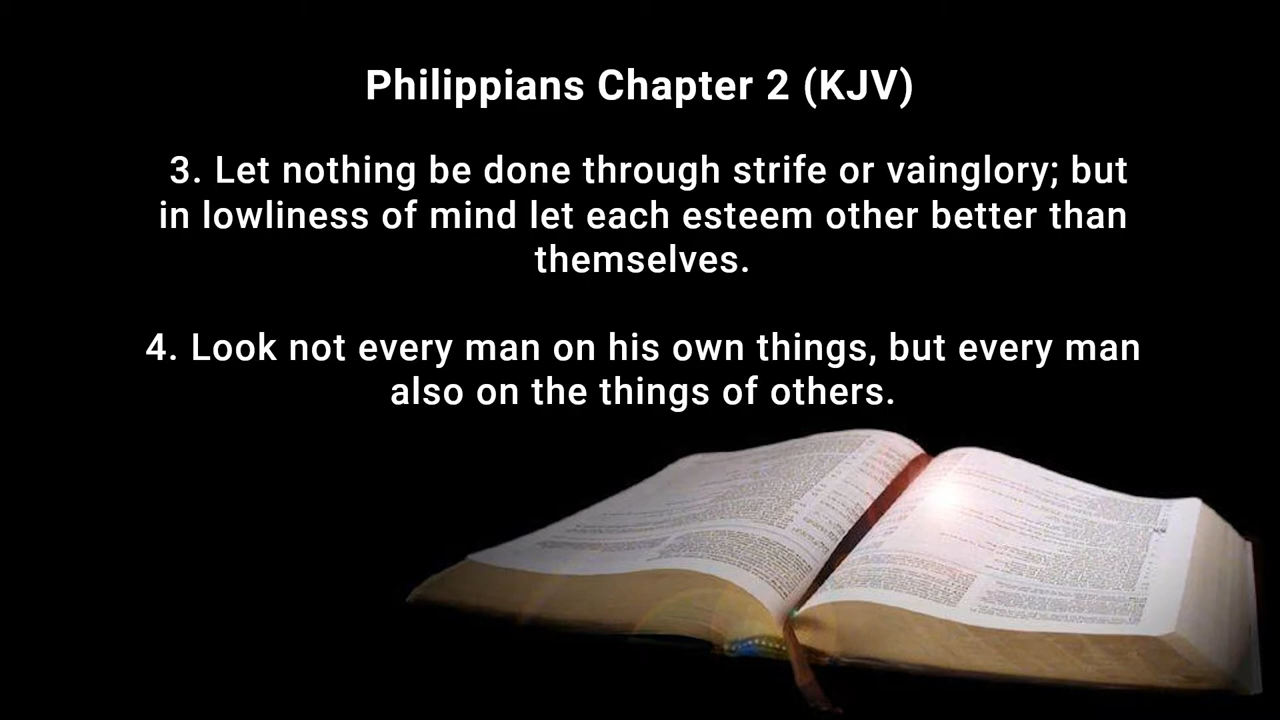 Philippians Chapter 2 (KJV)
3. Let nothing be done through strife or vainglory; but
in lowliness of mind let each esteem other better than
themselves.
4. Look not every man on his own things, but every man
also on the things of others.